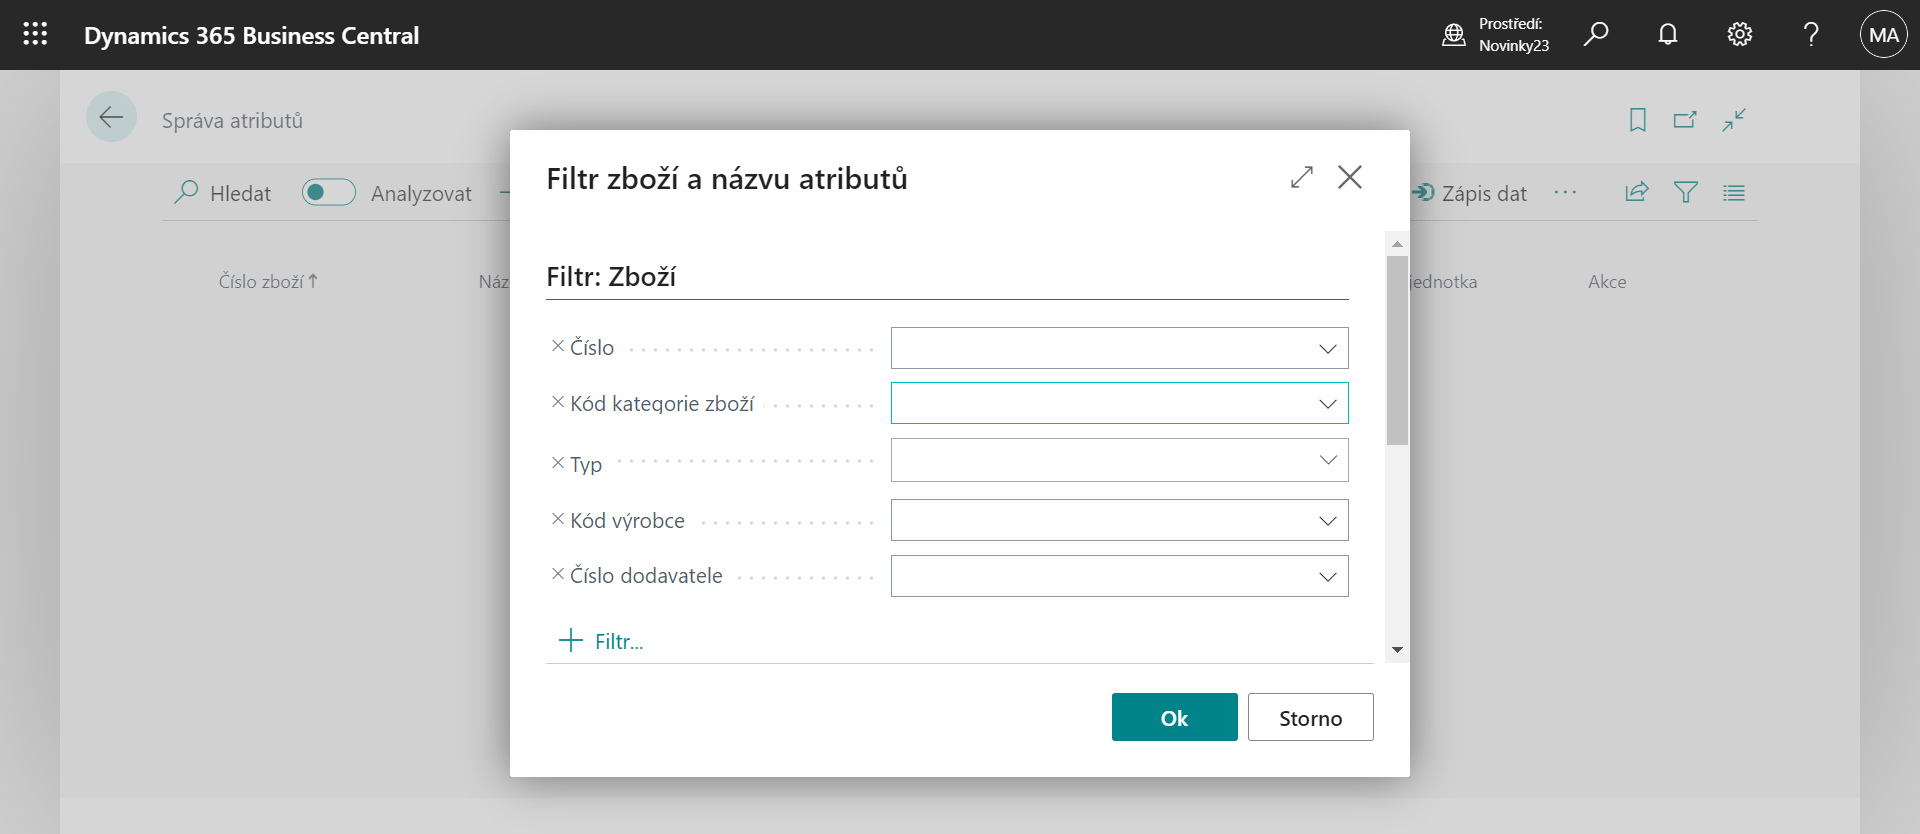 Dynamics 365 Business Central
Prostředí:
Novinky23
MA
Správa atributů
Hledat
Analyzovat
Zápis dat
Číslo zboží
jednotka
Akce
Filtr zboží a názvu atributů
Filtr: Zboží
Číslo
Kód kategorie zboží
Typ
Kód výrobce
Číslo dodavatele
Filtr...
Ok
Storno